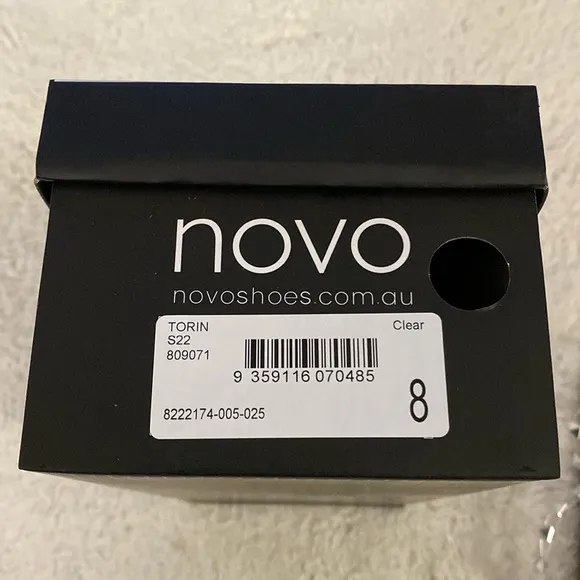 novo
novoshoes.com.au
TORIN
Clear
S22
809071
9 359116 070485
8
8222174-005-025